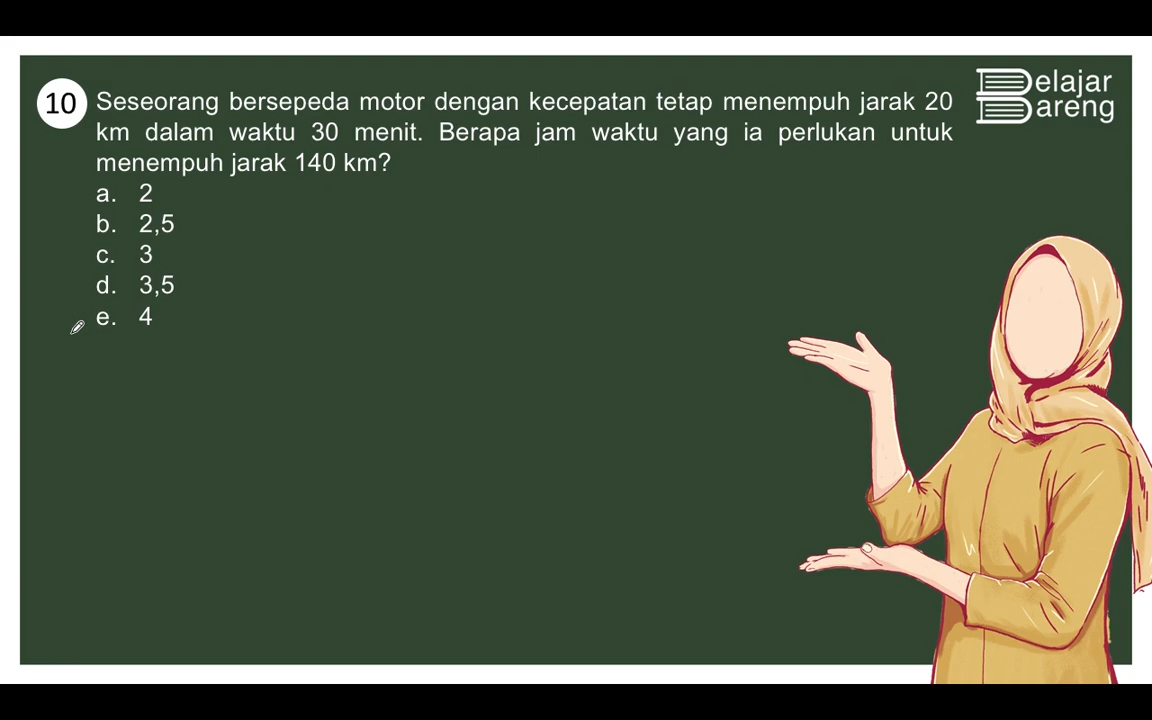 Belajar
Bareng
10 Seseorang bersepeda motor dengan kecepatan tetap menempuh jarak 20
km dalam waktu 30 menit. Berapa jam waktu yang ia perlukan untuk
menempuh jarak 140 km?
a. 2
b. 2,5
c. 3
d. 3,5
e. 4